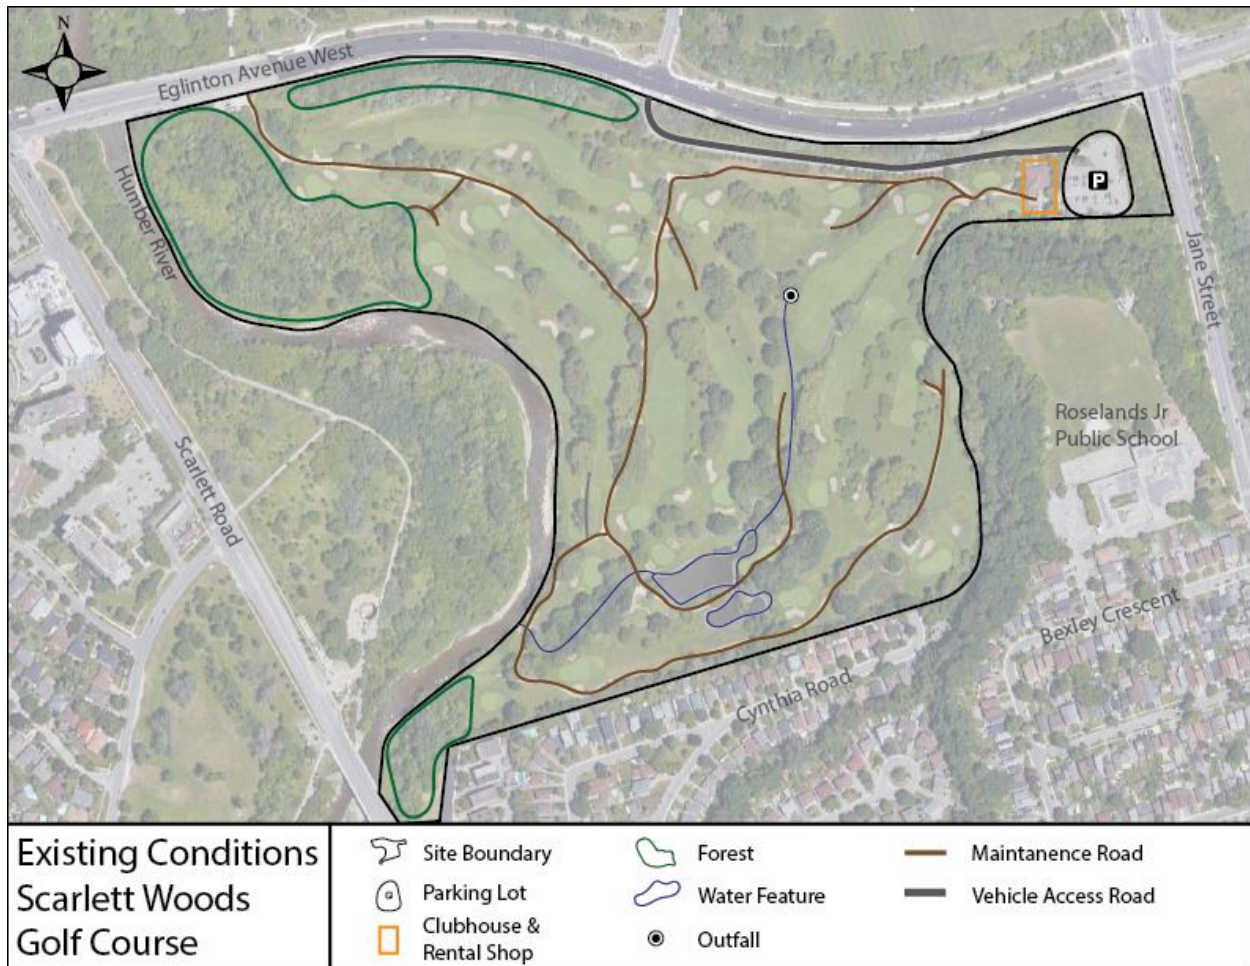 N
Eglinton Avenue West
Humber River
P
Jane Street
Scarlett Road
Roselands Jr
Public School
Bexley Crescent
Cynthia Road
Existing Conditions
Scarlett Woods
Golf Course
Site Boundary
Parking Lot
Clubhouse &
Rental Shop
Forest
Water Feature
Outfall
Maintanence Road
Vehicle Access Road